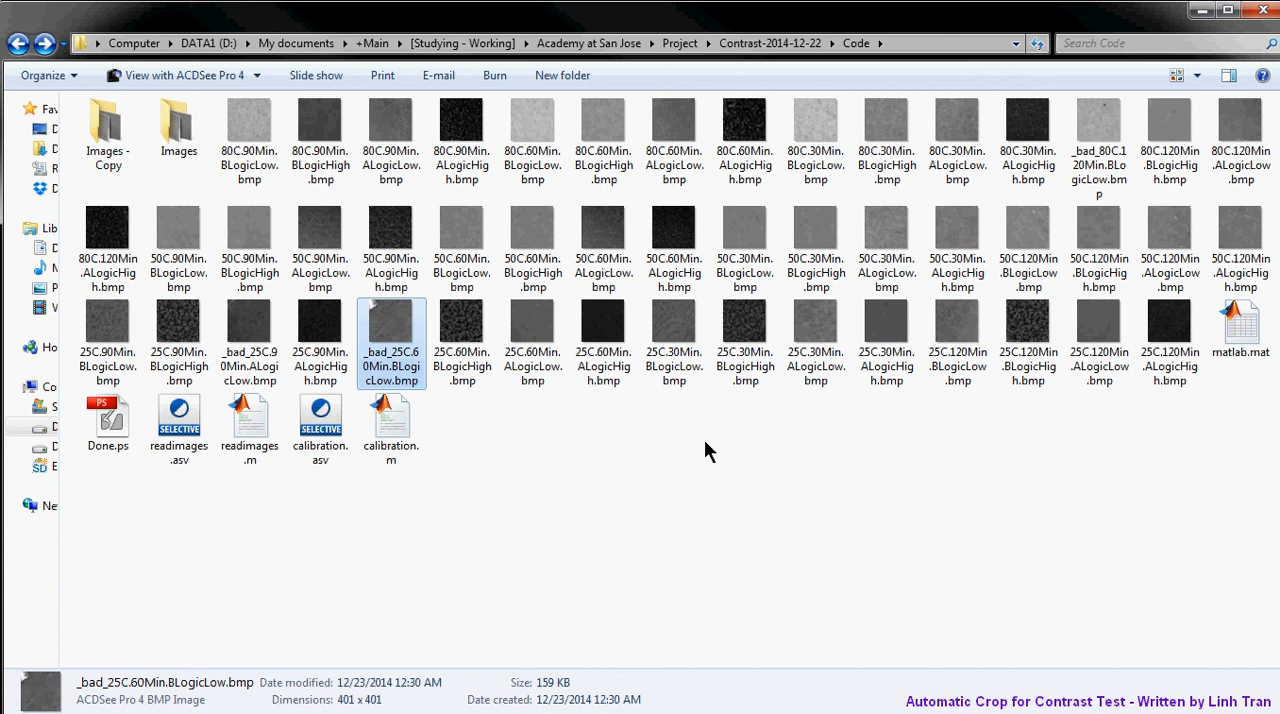 Computer DATA1 (D:) My documents +Main [Studying - Working] Academy at San Jose Project Contrast-2014-12-22 Code Search Code
Organize View with ACDSee Pro 4 Slide show Print E-mail Burn New folder
Fav
Lib
Ho
Co
Ne
Images - Copy
Images
80C.90Min.BLogicLow.bmp
80C.90Min.BLogicHigh.bmp
80C.90Min.ALogicLow.bmp
80C.90Min.ALogicHigh.bmp
80C.60Min.BLogicLow.bmp
80C.60Min.BLogicHigh.bmp
80C.60Min.ALogicLow.bmp
80C.60Min.ALogicHigh.bmp
80C.30Min.BLogicLow.bmp
80C.30Min.BLogicHigh.bmp
80C.30Min.ALogicLow.bmp
80C.30Min.ALogicHigh.bmp
_bad_80C.120Min.BLogicLow.bmp
80C.120Min.BLogicHigh.bmp
80C.120Min.ALogicLow.bmp
80C.120Min.ALogicHigh.bmp
50C.90Min.BLogicLow.bmp
50C.90Min.BLogicHigh.bmp
50C.90Min.ALogicLow.bmp
50C.90Min.ALogicHigh.bmp
50C.60Min.BLogicLow.bmp
50C.60Min.BLogicHigh.bmp
50C.60Min.ALogicLow.bmp
50C.60Min.ALogicHigh.bmp
50C.30Min.BLogicLow.bmp
50C.30Min.BLogicHigh.bmp
50C.30Min.ALogicLow.bmp
50C.30Min.ALogicHigh.bmp
50C.120Min.BLogicLow.bmp
50C.120Min.BLogicHigh.bmp
50C.120Min.ALogicLow.bmp
50C.120Min.ALogicHigh.bmp
25C.90Min.BLogicLow.bmp
25C.90Min.BLogicHigh.bmp
_bad_25C.90Min.ALogicLow.bmp
25C.90Min.ALogicHigh.bmp
_bad_25C.60Min.BLogicLow.bmp
25C.60Min.BLogicHigh.bmp
25C.60Min.ALogicLow.bmp
25C.60Min.ALogicHigh.bmp
25C.30Min.BLogicLow.bmp
25C.30Min.BLogicHigh.bmp
25C.30Min.ALogicLow.bmp
25C.30Min.ALogicHigh.bmp
25C.120Min.BLogicLow.bmp
25C.120Min.BLogicHigh.bmp
25C.120Min.ALogicLow.bmp
25C.120Min.ALogicHigh.bmp
matlab.mat
PS
Done.ps
SELECTIVE
readimages.asv
readimages.m
SELECTIVE
calibration.asv
calibration.m
_bad_25C.60Min.BLogicLow.bmp Date modified: 12/23/2014 12:30 AM Size: 159 KB
ACDSee Pro 4 BMP Image Dimensions: 401 x 401 Date created: 12/23/2014 12:30 AM
Automatic Crop for Contrast Test - Written by Linh Tran